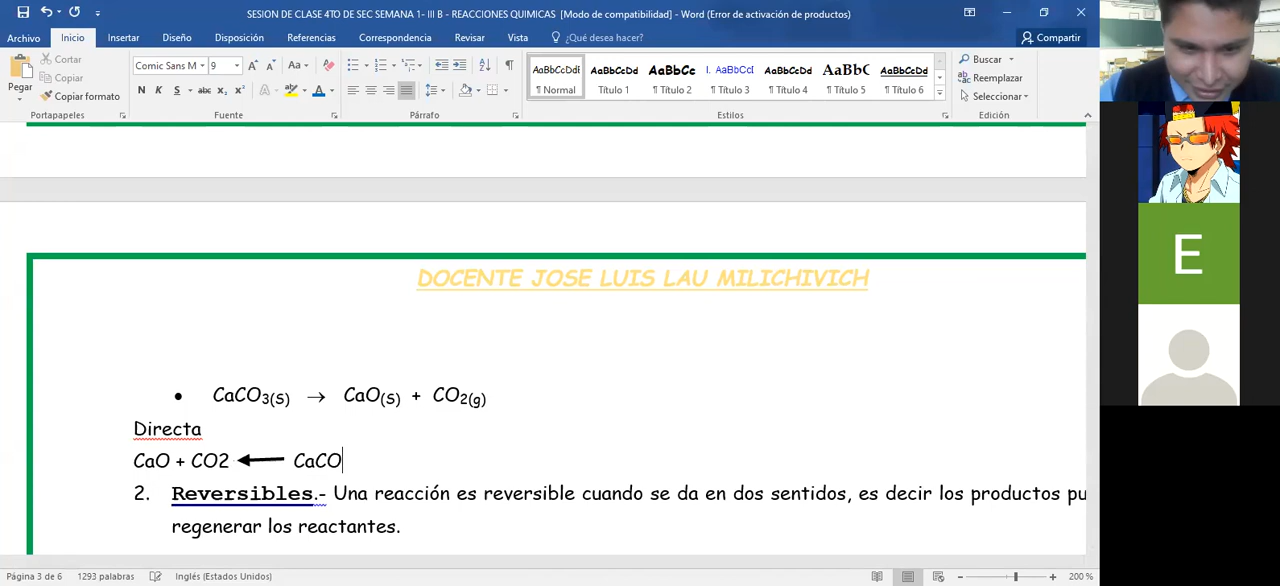 SESION DE CLASE 4TO DE SEC SEMANA 1- III B - REACCIONES QUIMICAS [Modo de compatibilidad] - Word (Error de activación de productos)
Archivo Inicio Insertar Diseño Disposición Referencias Correspondencia Revisar Vista ¿Qué desea hacer? Compartir
Pegar
Cortar
Copiar
Copiar formato
Portapapeles
Comic Sans M 9
Fuente
Párrafo
AaBbCcDdE AaBbCcDd AaBbCc I. AaBbCcI AaBbCcDd AaBbC AaBbCcDd
¶ Normal ¶ Título 1 ¶ Título 2 ¶ Título 3 ¶ Título 4 ¶ Título 5 ¶ Título 6
Estilos
Buscar
Reemplazar
Seleccionar
Edición
E
DOCENTE JOSE LUIS LAU MILICHIVICH
• CaCO3(S) → CaO(S) + CO2(g)
Directa
CaO + CO2 ← CaCO
2. Reversibles.- Una reacción es reversible cuando se da en dos sentidos, es decir los productos pu
regenerar los reactantes.
Página 3 de 6 1293 palabras Inglés (Estados Unidos) 200 %